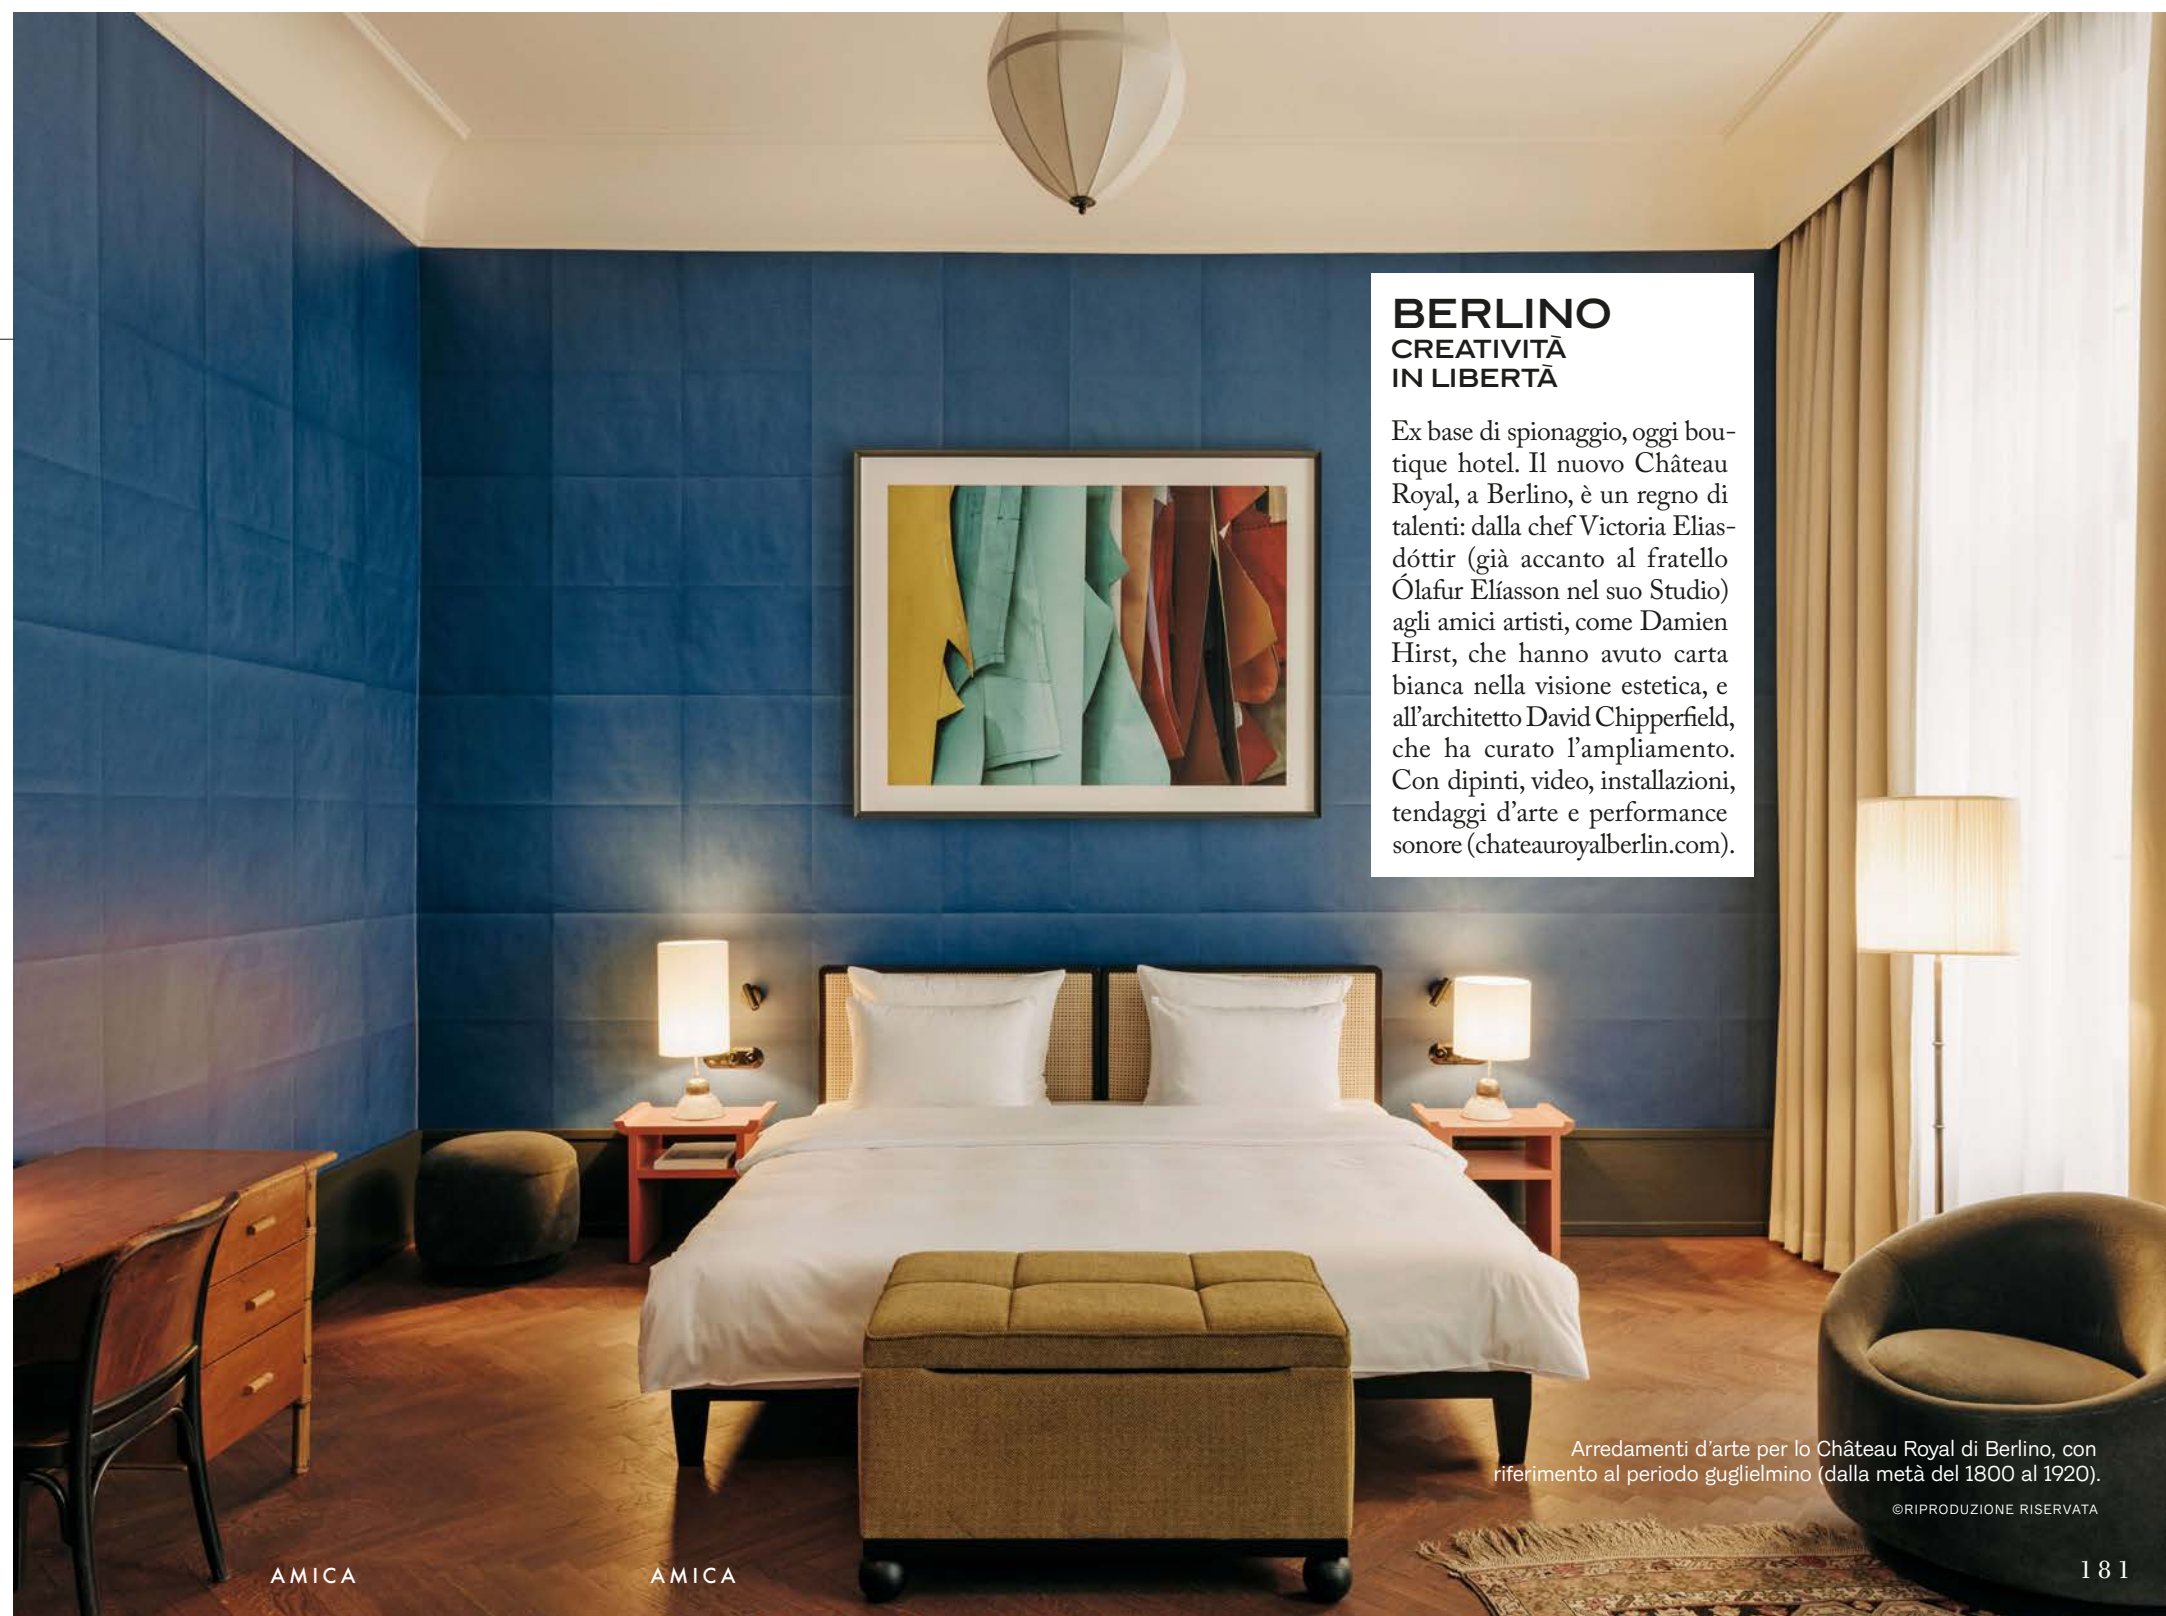 BERLINO
CREATIVITÀ
IN LIBERTÀ
Ex base di spionaggio, oggi bou-
tique hotel. Il nuovo Château
Royal, a Berlino, è un regno di
talenti: dalla chef Victoria Elias-
dóttir (già accanto al fratello
Ólafur Elíasson nel suo Studio)
agli amici artisti, come Damien
Hirst, che hanno avuto carta
bianca nella visione estetica, e
all'architetto David Chipperfield,
che ha curato l'ampliamento.
Con dipinti, video, installazioni,
tendaggi d'arte e performance
sonore (chateauroyalberlin.com).
Arredamenti d'arte per lo Château Royal di Berlino, con
riferimento al periodo guglielmino (dalla metà del 1800 al 1920).
©RIPRODUZIONE RISERVATA
AMICA
AMICA
181